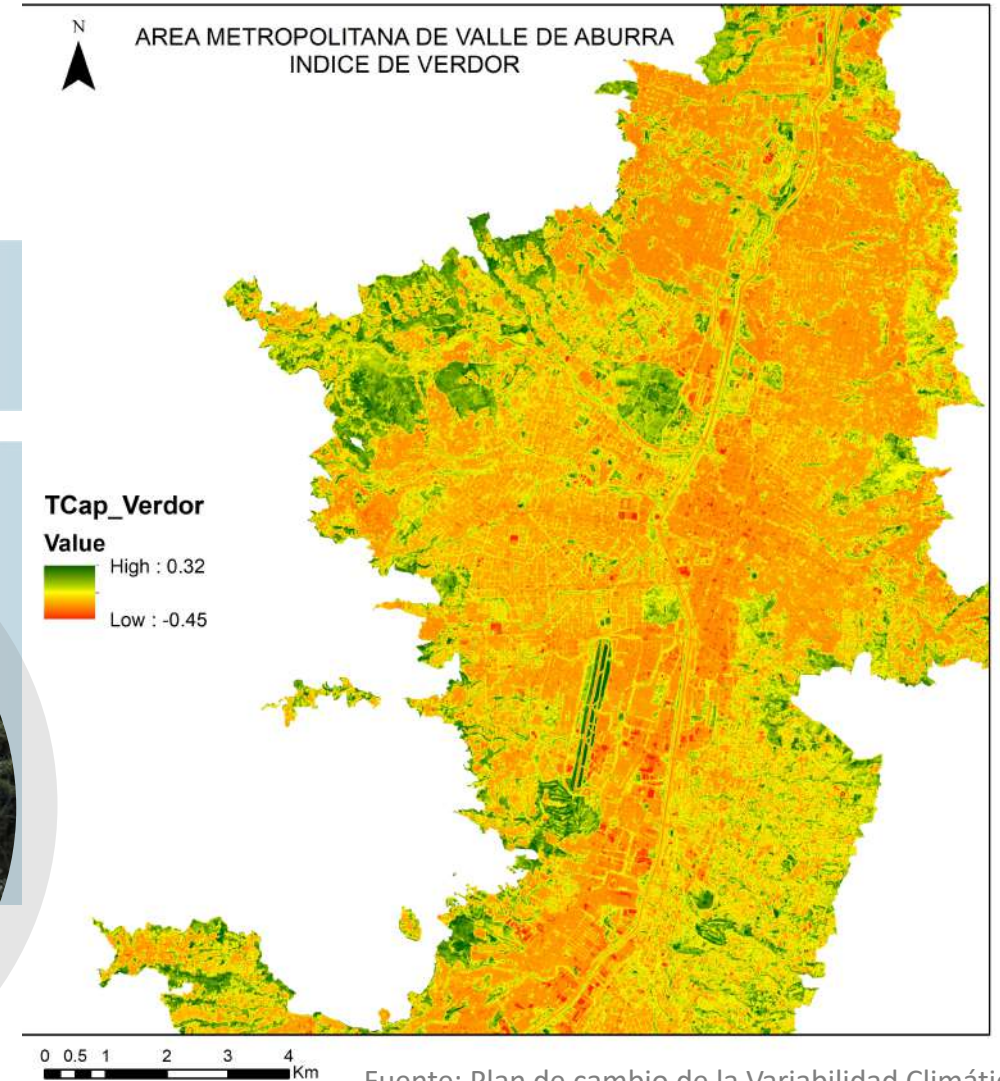 N
AREA METROPOLITANA DE VALLE DE ABURRA
INDICE DE VERDOR
TCap_Verdor
Value
High : 0.32
Low : -0.45
0 0.5 1 2 3 4
Km
Fuente: Plan de cambio de la Variabilidad Climáti